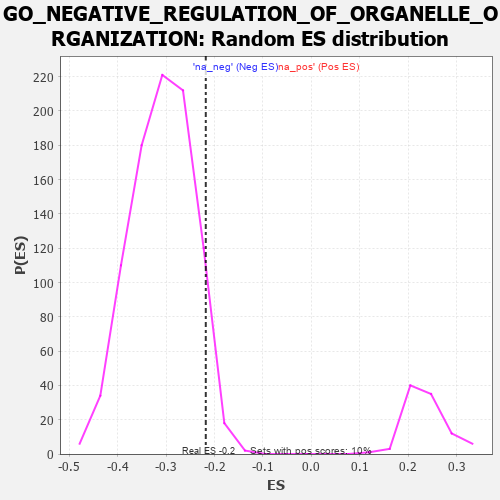 GO_NEGATIVE_REGULATION_OF_ORGANELLE_O
RGANIZATION: Random ES distribution
'na_neg' (Neg ES)na_pos' (Pos ES)
220
200
180
160
140
120
100
80
60
40
20
0
P(ES)
Real ES -0.2
Sets with pos scores: 10%
-0.5 -0.4 -0.3 -0.2 -0.1 0.0 0.1 0.2 0.3
ES